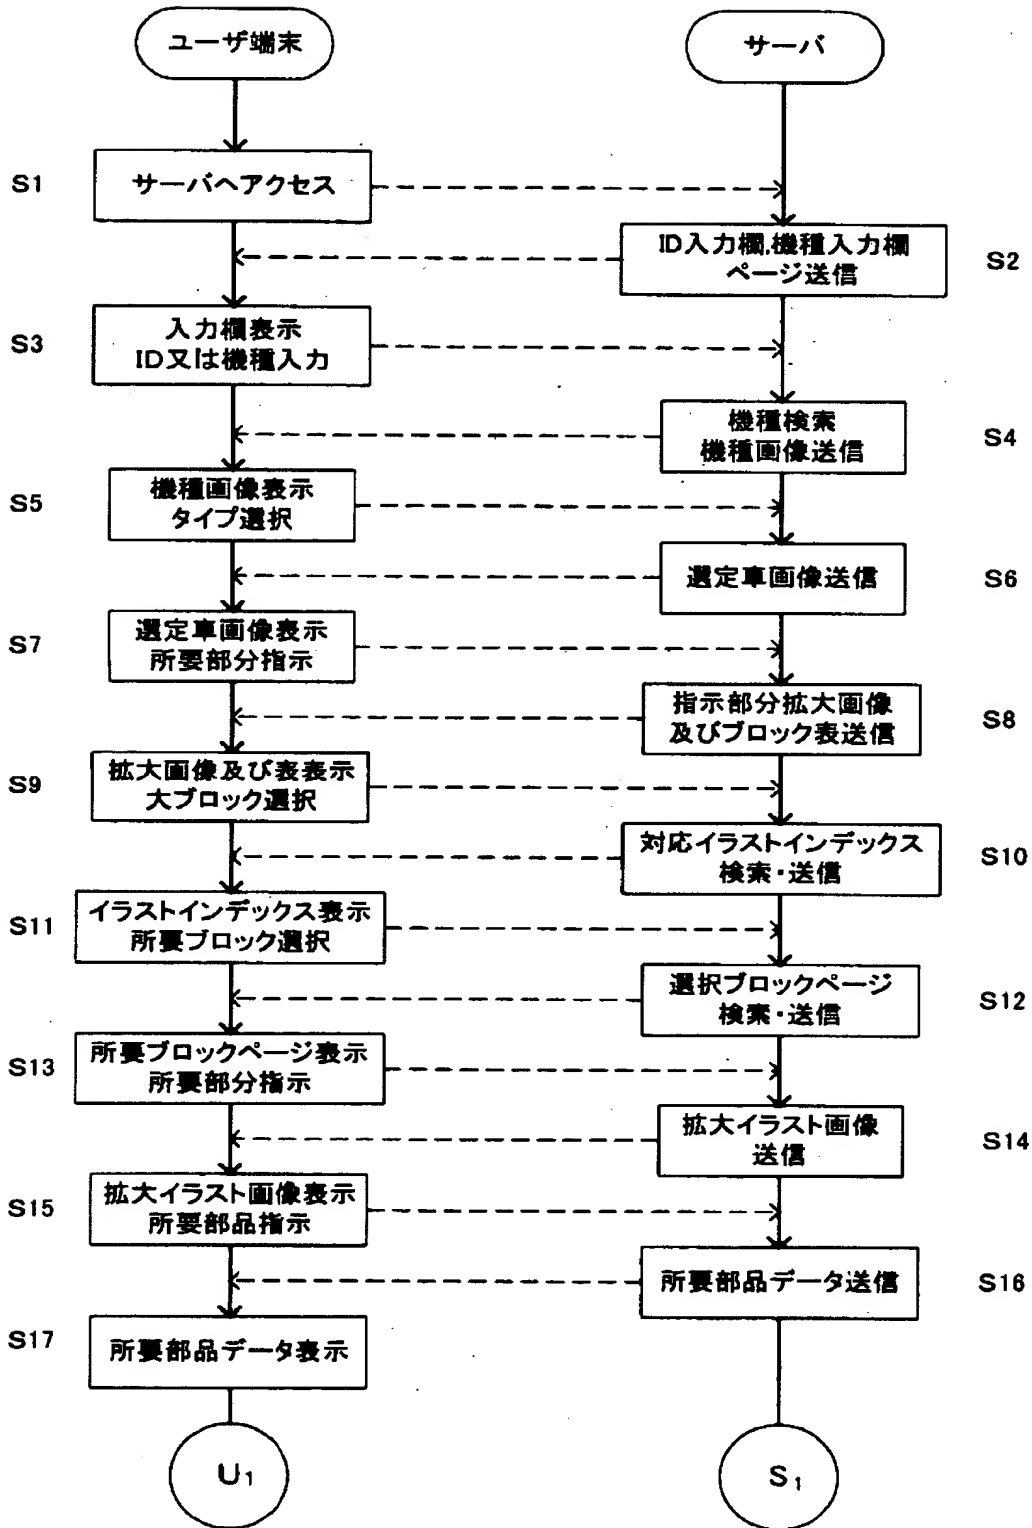 ユーザ端末
サーバ
S1
サーバへアクセス
ID入力欄,機種入力欄
ページ送信
S2
S3
入力欄表示
ID又は機種入力
機種検索
機種画像送信
S4
S5
機種画像表示
タイプ選択
選定車画像送信
S6
S7
選定車画像表示
所要部分指示
指示部分拡大画像
及びブロック表送信
S8
S9
拡大画像及び表表示
大ブロック選択
対応イラストインデックス
検索・送信
S10
S11
イラストインデックス表示
所要ブロック選択
選択ブロックページ
検索・送信
S12
S13
所要ブロックページ表示
所要部分指示
拡大イラスト画像
送信
S14
S15
拡大イラスト画像表示
所要部品指示
所要部品データ送信
S16
S17
所要部品データ表示
U1
S1